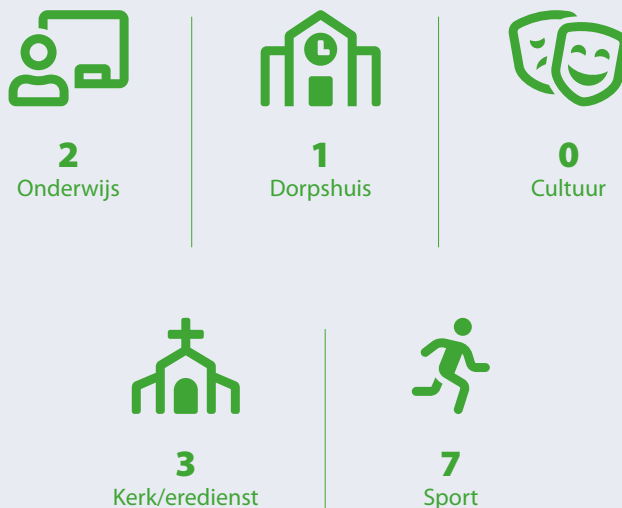 2
Onderwijs
1
Dorpshuis
0
Cultuur
3
Kerk/eredienst
7
Sport